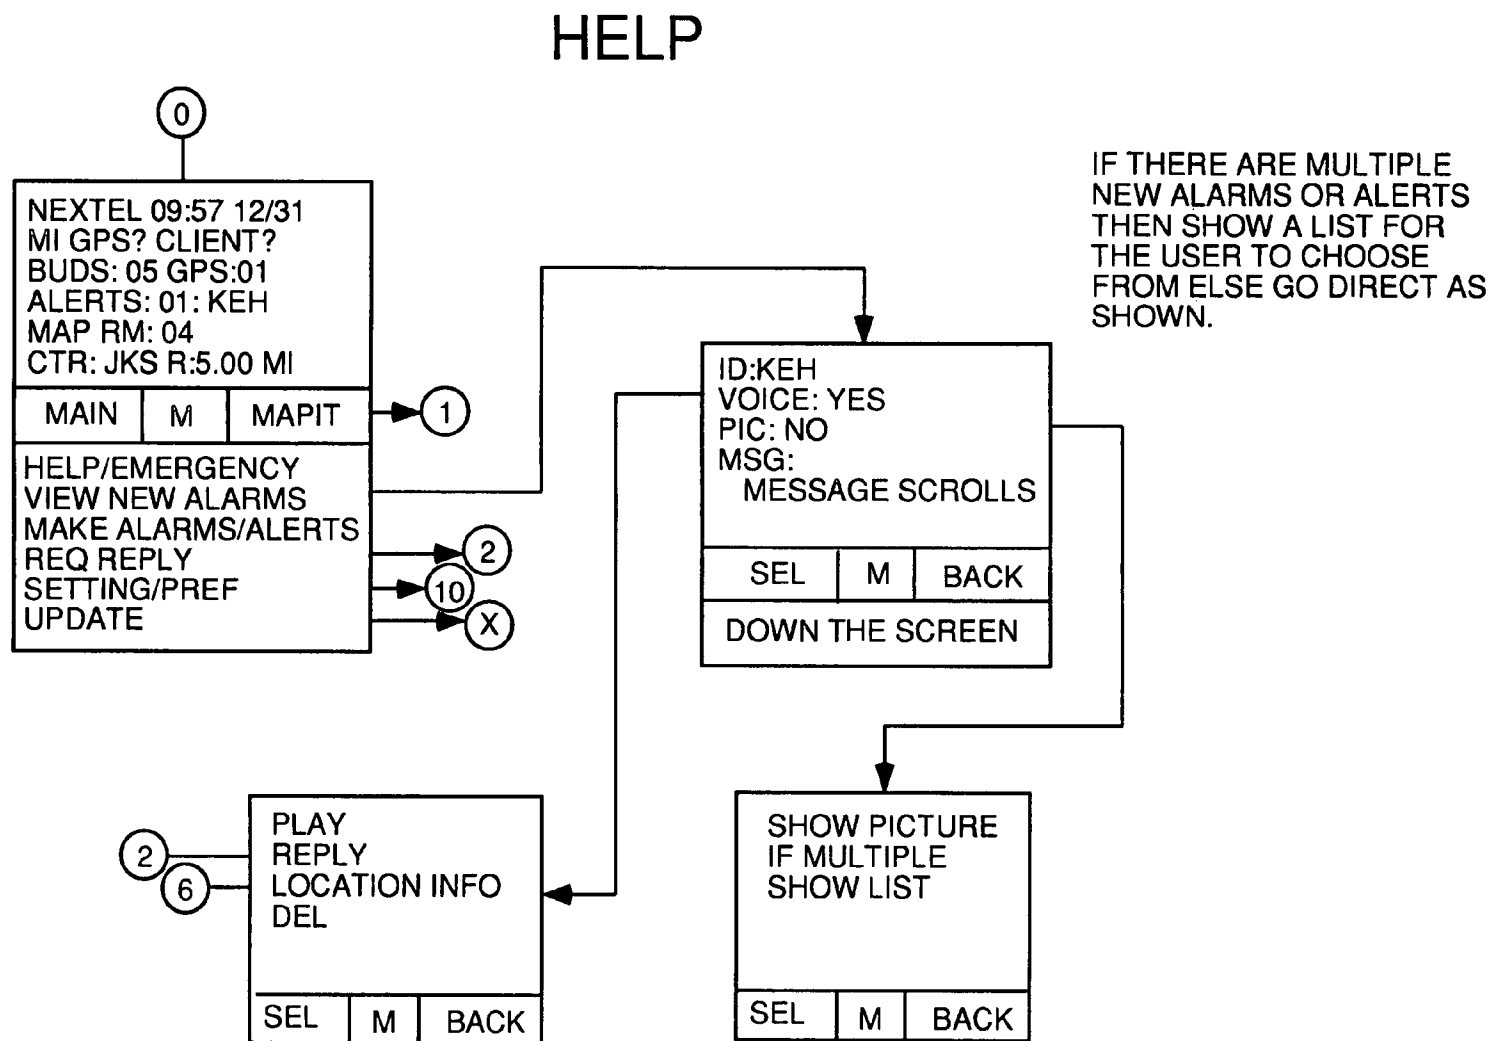 HELP
0
NEXTEL 09:57 12/31
MI GPS? CLIENT?
BUDS: 05 GPS:01
ALERTS: 01: KEH
MAP RM: 04
CTR: JKS R:5.00 MI
MAIN M MAPIT
1
HELP/EMERGENCY
VIEW NEW ALARMS
MAKE ALARMS/ALERTS
REQ REPLY
SETTING/PREF
UPDATE
2
10
X
IF THERE ARE MULTIPLE
NEW ALARMS OR ALERTS
THEN SHOW A LIST FOR
THE USER TO CHOOSE
FROM ELSE GO DIRECT AS
SHOWN.
ID:KEH
VOICE: YES
PIC: NO
MSG:
MESSAGE SCROLLS
SEL M BACK
DOWN THE SCREEN
2
6
PLAY
REPLY
LOCATION INFO
DEL
SEL M BACK
SHOW PICTURE
IF MULTIPLE
SHOW LIST
SEL M BACK